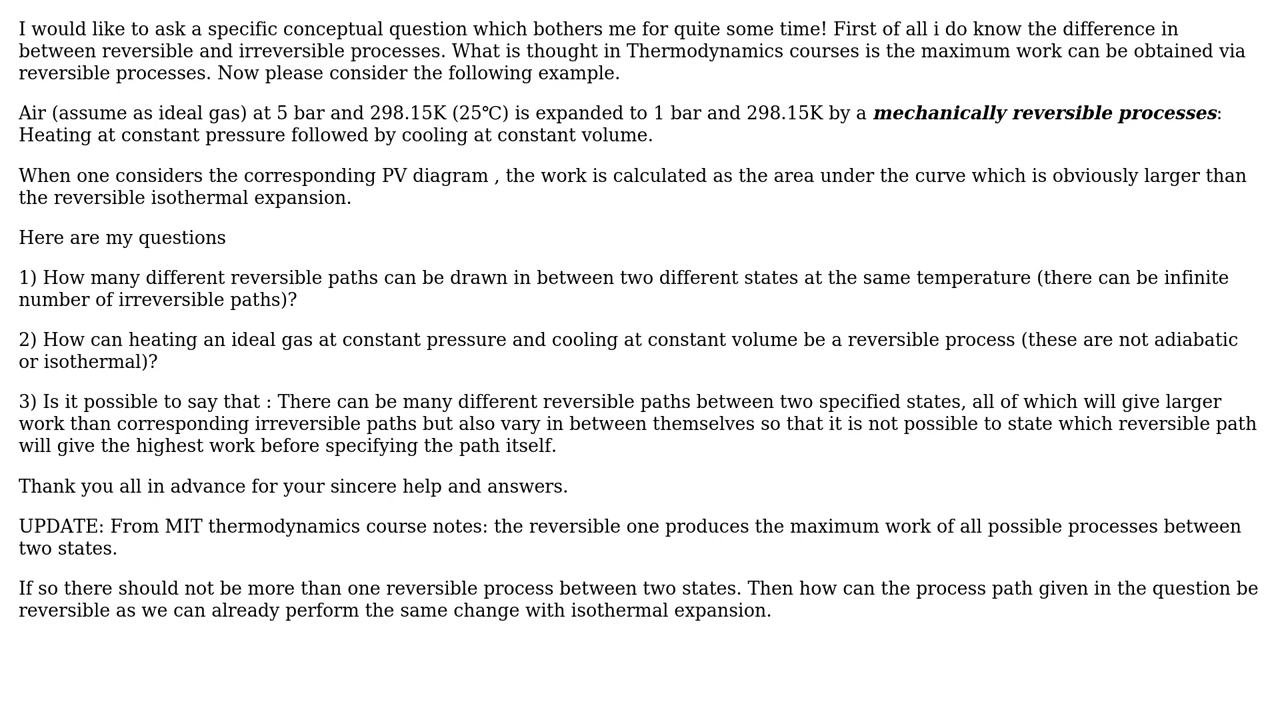 I would like to ask a specific conceptual question which bothers me for quite some time! First of all i do know the difference in
between reversible and irreversible processes. What is thought in Thermodynamics courses is the maximum work can be obtained via
reversible processes. Now please consider the following example.
Air (assume as ideal gas) at 5 bar and 298.15K (25℃) is expanded to 1 bar and 298.15K by a mechanically reversible processes:
Heating at constant pressure followed by cooling at constant volume.
When one considers the corresponding PV diagram , the work is calculated as the area under the curve which is obviously larger than
the reversible isothermal expansion.
Here are my questions
1) How many different reversible paths can be drawn in between two different states at the same temperature (there can be infinite
number of irreversible paths)?
2) How can heating an ideal gas at constant pressure and cooling at constant volume be a reversible process (these are not adiabatic
or isothermal)?
3) Is it possible to say that : There can be many different reversible paths between two specified states, all of which will give larger
work than corresponding irreversible paths but also vary in between themselves so that it is not possible to state which reversible path
will give the highest work before specifying the path itself.
Thank you all in advance for your sincere help and answers.
UPDATE: From MIT thermodynamics course notes: the reversible one produces the maximum work of all possible processes between
two states.
If so there should not be more than one reversible process between two states. Then how can the process path given in the question be
reversible as we can already perform the same change with isothermal expansion.